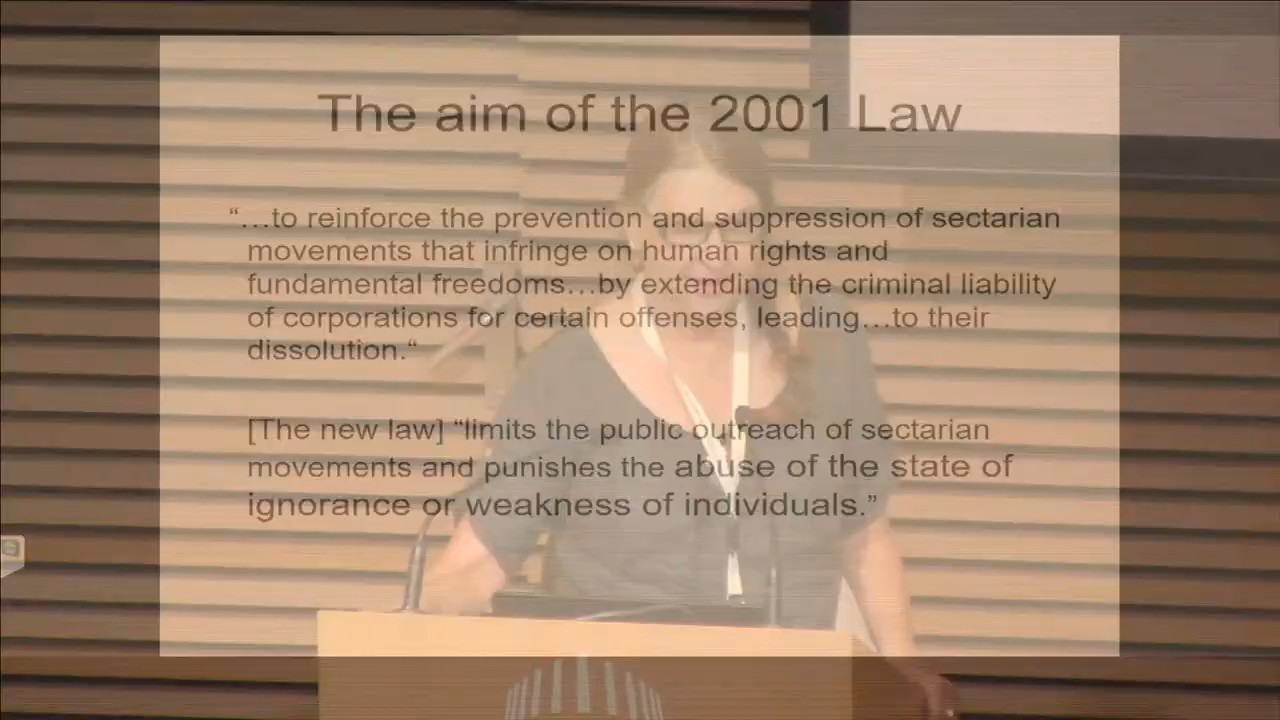 The aim of the 2001 Law
“…to reinforce the prevention and suppression of sectarian
movements that infringe on human rights and
fundamental freedoms…by extending the criminal liability
of corporations for certain offenses, leading…to their
dissolution.“
[The new law] “limits the public outreach of sectarian
movements and punishes the abuse of the state of
ignorance or weakness of individuals.”